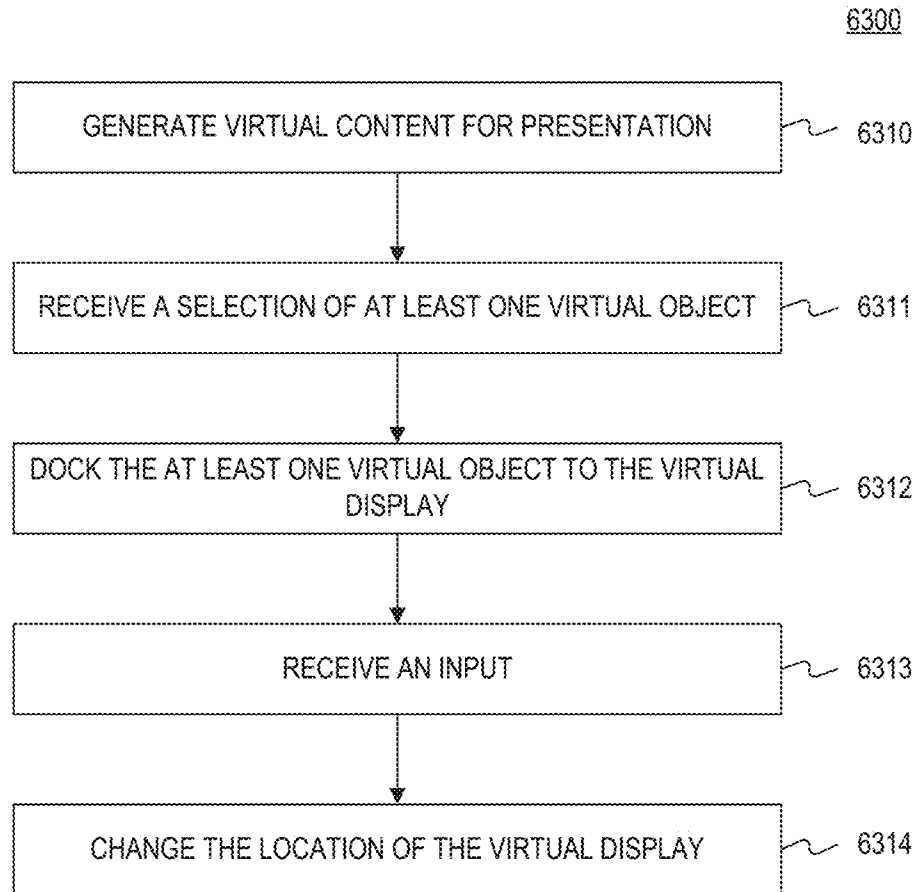 6300
GENERATE VIRTUAL CONTENT FOR PRESENTATION
6310
RECEIVE A SELECTION OF AT LEAST ONE VIRTUAL OBJECT
6311
DOCK THE AT LEAST ONE VIRTUAL OBJECT TO THE VIRTUAL
DISPLAY
6312
RECEIVE AN INPUT
6313
CHANGE THE LOCATION OF THE VIRTUAL DISPLAY
6314